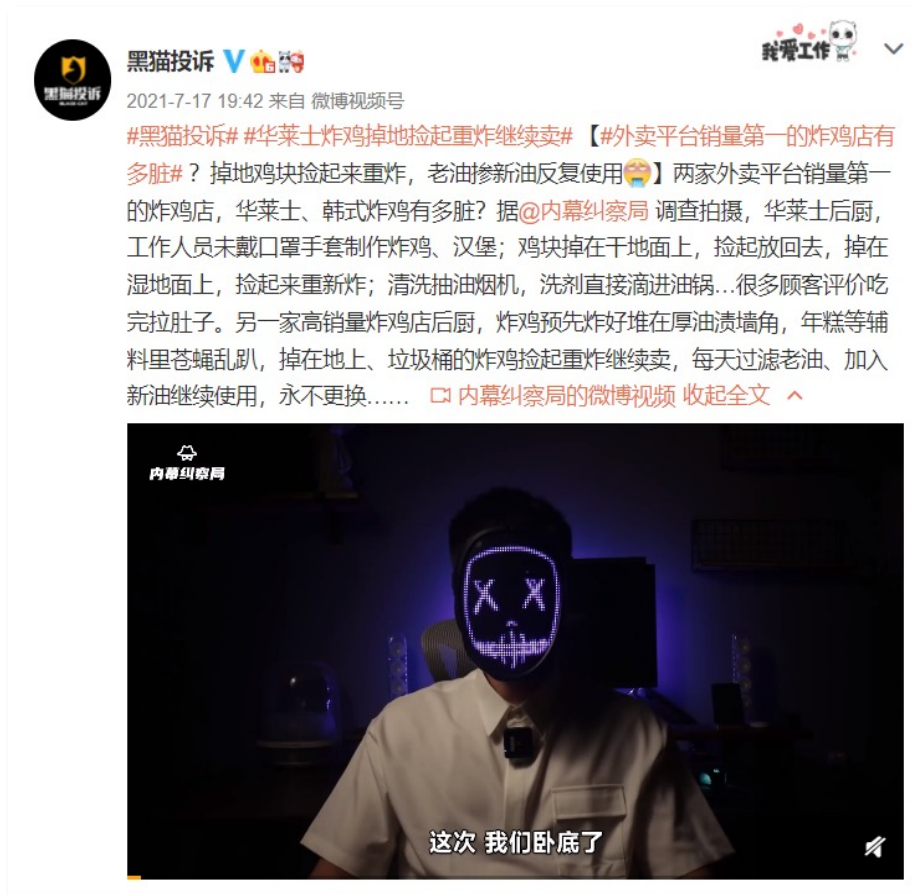 黑猫投诉
我爱工作
黑猫投诉
BLACK CAT
2021-7-17 19:42 来自 微博视频号
#黑猫投诉# #华莱士炸鸡掉地捡起重炸继续卖# 【#外卖平台销量第一的炸鸡店有
多脏#？掉地鸡块捡起来重炸，老油掺新油反复使用】两家外卖平台销量第一
的炸鸡店，华莱士、韩式炸鸡有多脏？据@内幕纠察局 调查拍摄，华莱士后厨，
工作人员未戴口罩手套制作炸鸡、汉堡；鸡块掉在干地面上，捡起放回去，掉在
湿地面上，捡起来重新炸；清洗抽油烟机，洗剂直接滴进油锅...很多顾客评价吃
完拉肚子。另一家高销量炸鸡店后厨，炸鸡预先炸好堆在厚油渍墙角，年糕等辅
料里苍蝇乱趴，掉在地上、垃圾桶的炸鸡捡起重炸继续卖，每天过滤老油、加入
新油继续使用，永不更换…… 内幕纠察局的微博视频 收起全文
内幕纠察局
这次 我们卧底了